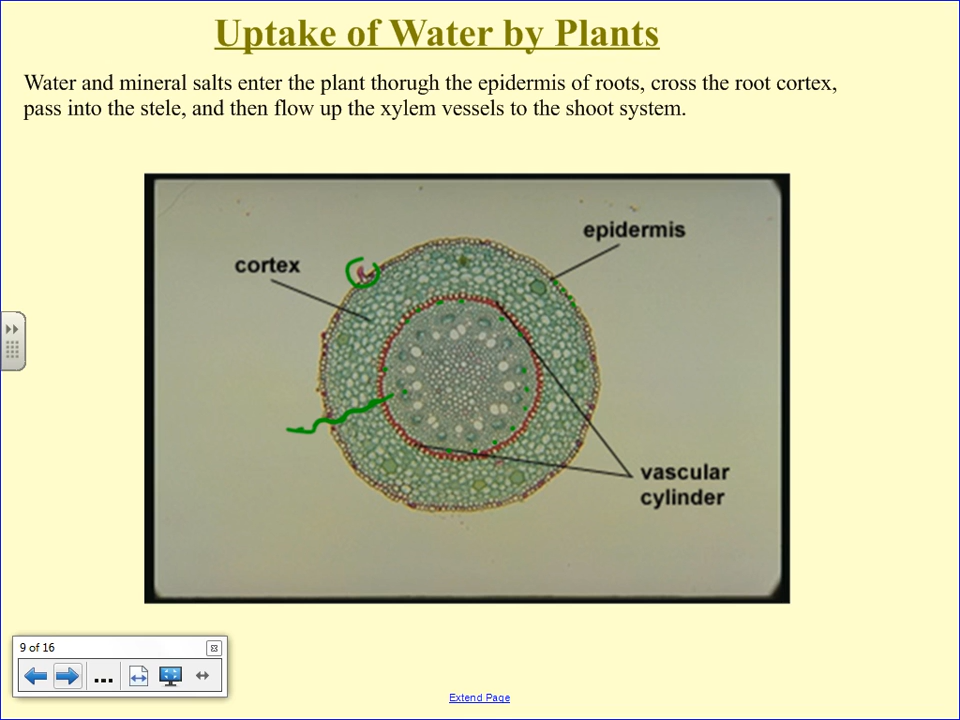 Uptake of Water by Plants
Water and mineral salts enter the plant thorugh the epidermis of roots, cross the root cortex,
pass into the stele, and then flow up the xylem vessels to the shoot system.
epidermis
cortex
vascular
cylinder
9 of 16
Extend Page